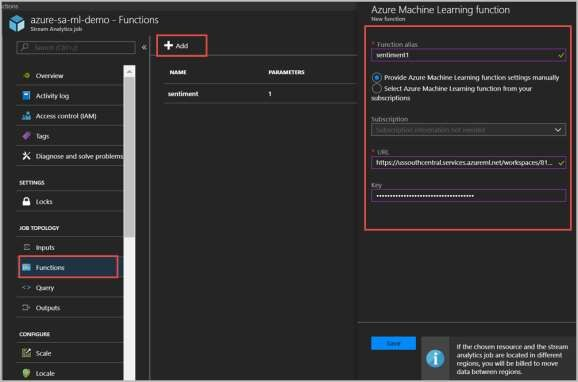 ctions
azure-sa-ml-demo - Functions
Stream Analytics job
Search (Ctrl+/)
Overview
Activity log
Access control (IAM)
Tags
Diagnose and solve problems
SETTINGS
Locks
JOB TOPOLOGY
Inputs
Functions
Query
Outputs
CONFIGURE
Scale
Locale
Add
NAME PARAMETERS
sentiment 1
Azure Machine Learning function
New function
* Function alias
sentiment1
Provide Azure Machine Learning function settings manually
Select Azure Machine Learning function from your
subscriptions
Subscription
Subscription information not needed
* URL
https://ussouthcentral.services.azureml.net/workspaces/81...
Key
Save
If the chosen resource and the stream
analytics job are located in different
regions, you will be billed to move
data between regions.